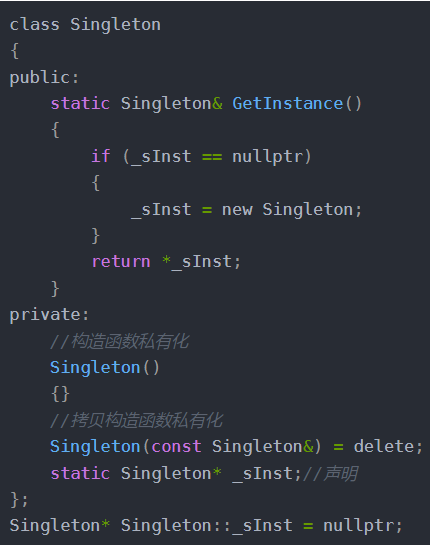 class Singleton
{
public:
    static Singleton& GetInstance()
    {
        if (_sInst == nullptr)
        {
            _sInst = new Singleton;
        }
        return *_sInst;
    }
private:
    //构造函数私有化
    Singleton()
    {}
    //拷贝构造函数私有化
    Singleton(const Singleton&) = delete;
    static Singleton* _sInst;//声明
};
Singleton* Singleton::_sInst = nullptr;